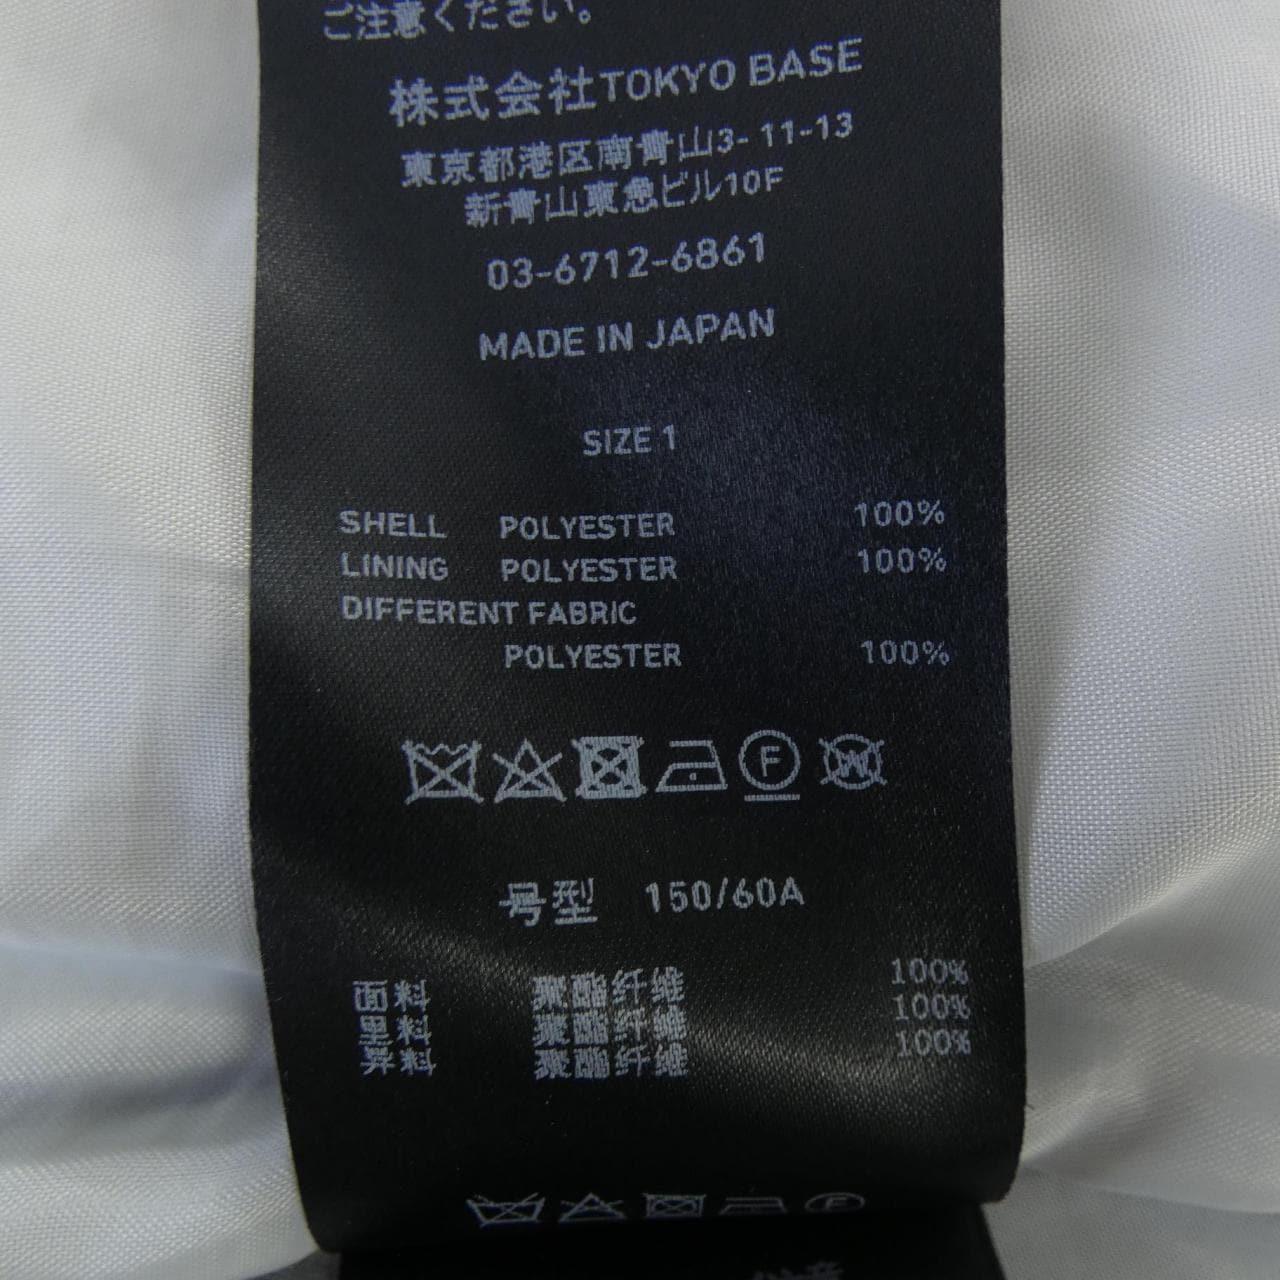 ご注意ください。
株式会社TOKYO BASE
東京都港区南青山3-11-13
新青山東急ビル10F
03-6712-6861
MADE IN JAPAN
SIZE 1
SHELL POLYESTER 100%
LINING POLYESTER 100%
DIFFERENT FABRIC
POLYESTER 100%
F W
号型 150/60A
面料 聚酯纤维 100%
里料 聚酯纤维 100%
异料 聚酯纤维 100%
F